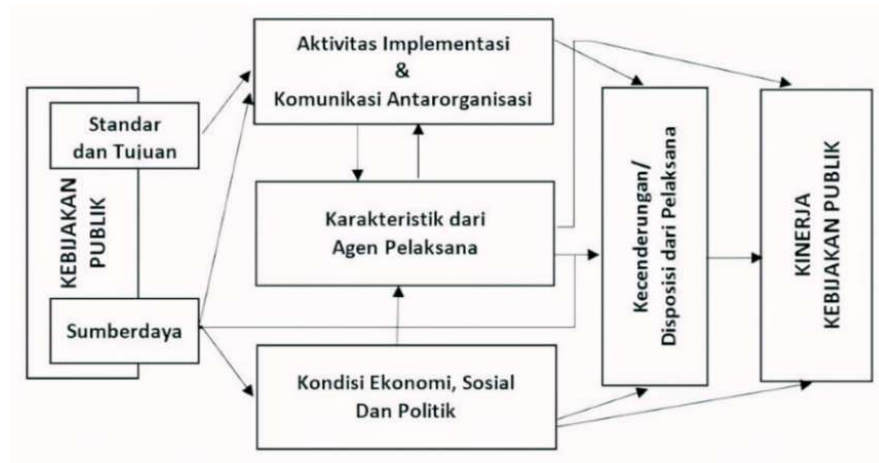 Aktivitas Implementasi
&
Komunikasi Antarorganisasi
Standar
dan Tujuan
KEBIJAKAN
PUBLIK
Sumberdaya
Karakteristik dari
Agen Pelaksana
Kondisi Ekonomi, Sosial
Dan Politik
Kecenderungan/
Disposisi dari Pelaksana
KINERJA
KEBIJAKAN PUBLIK